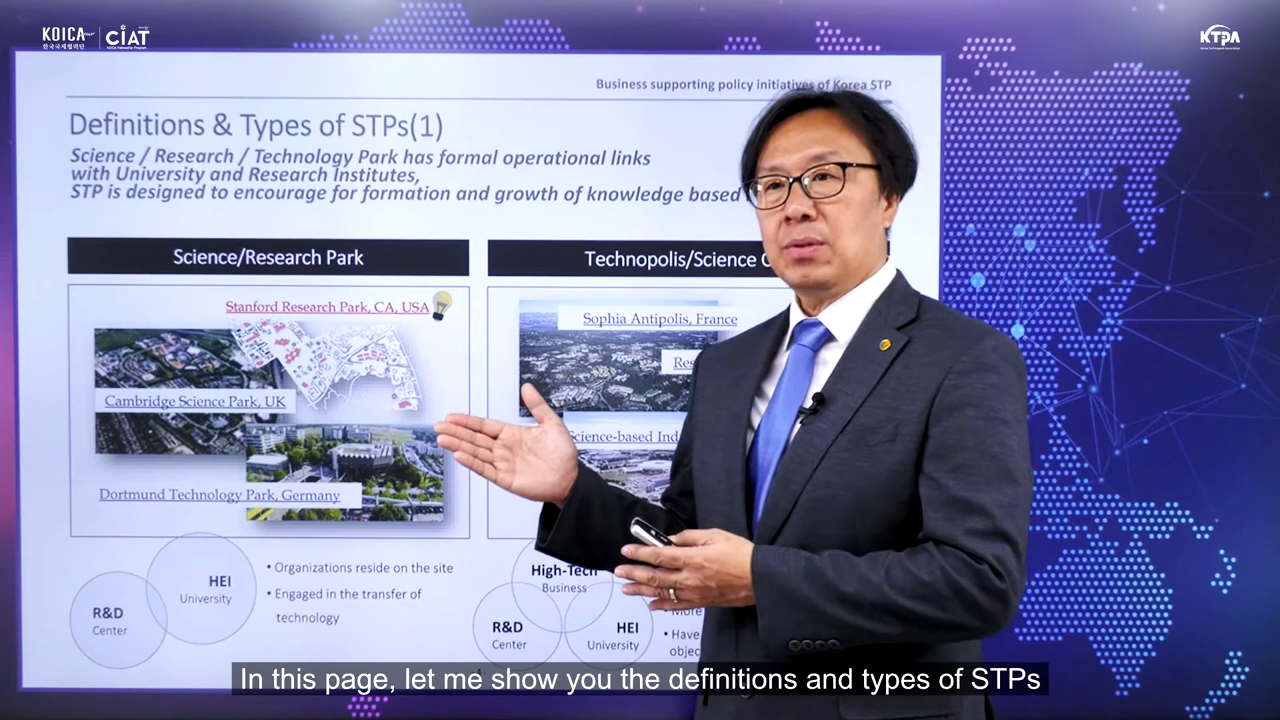 KOICA
한국국제협력단
CIAT
KOICA Fellowship Program
KTPA
Korea Technopark Association
Business supporting policy initiatives of Korea STP
Definitions & Types of STPs(1)
Science / Research / Technology Park has formal operational links
with University and Research Institutes,
STP is designed to encourage for formation and growth of knowledge based
Science/Research Park
Technopolis/Science
Stanford Research Park, CA, USA
Cambridge Science Park, UK
Dortmund Technology Park, Germany
Sophia Antipolis, France
Science-based
R&D
Center
HEI
University
• Organizations reside on the site
• Engaged in the transfer of
technology
High-Tech
Business
R&D
Center
HEI
University
• More
• Have
In this page, let me show you the definitions and types of STPs